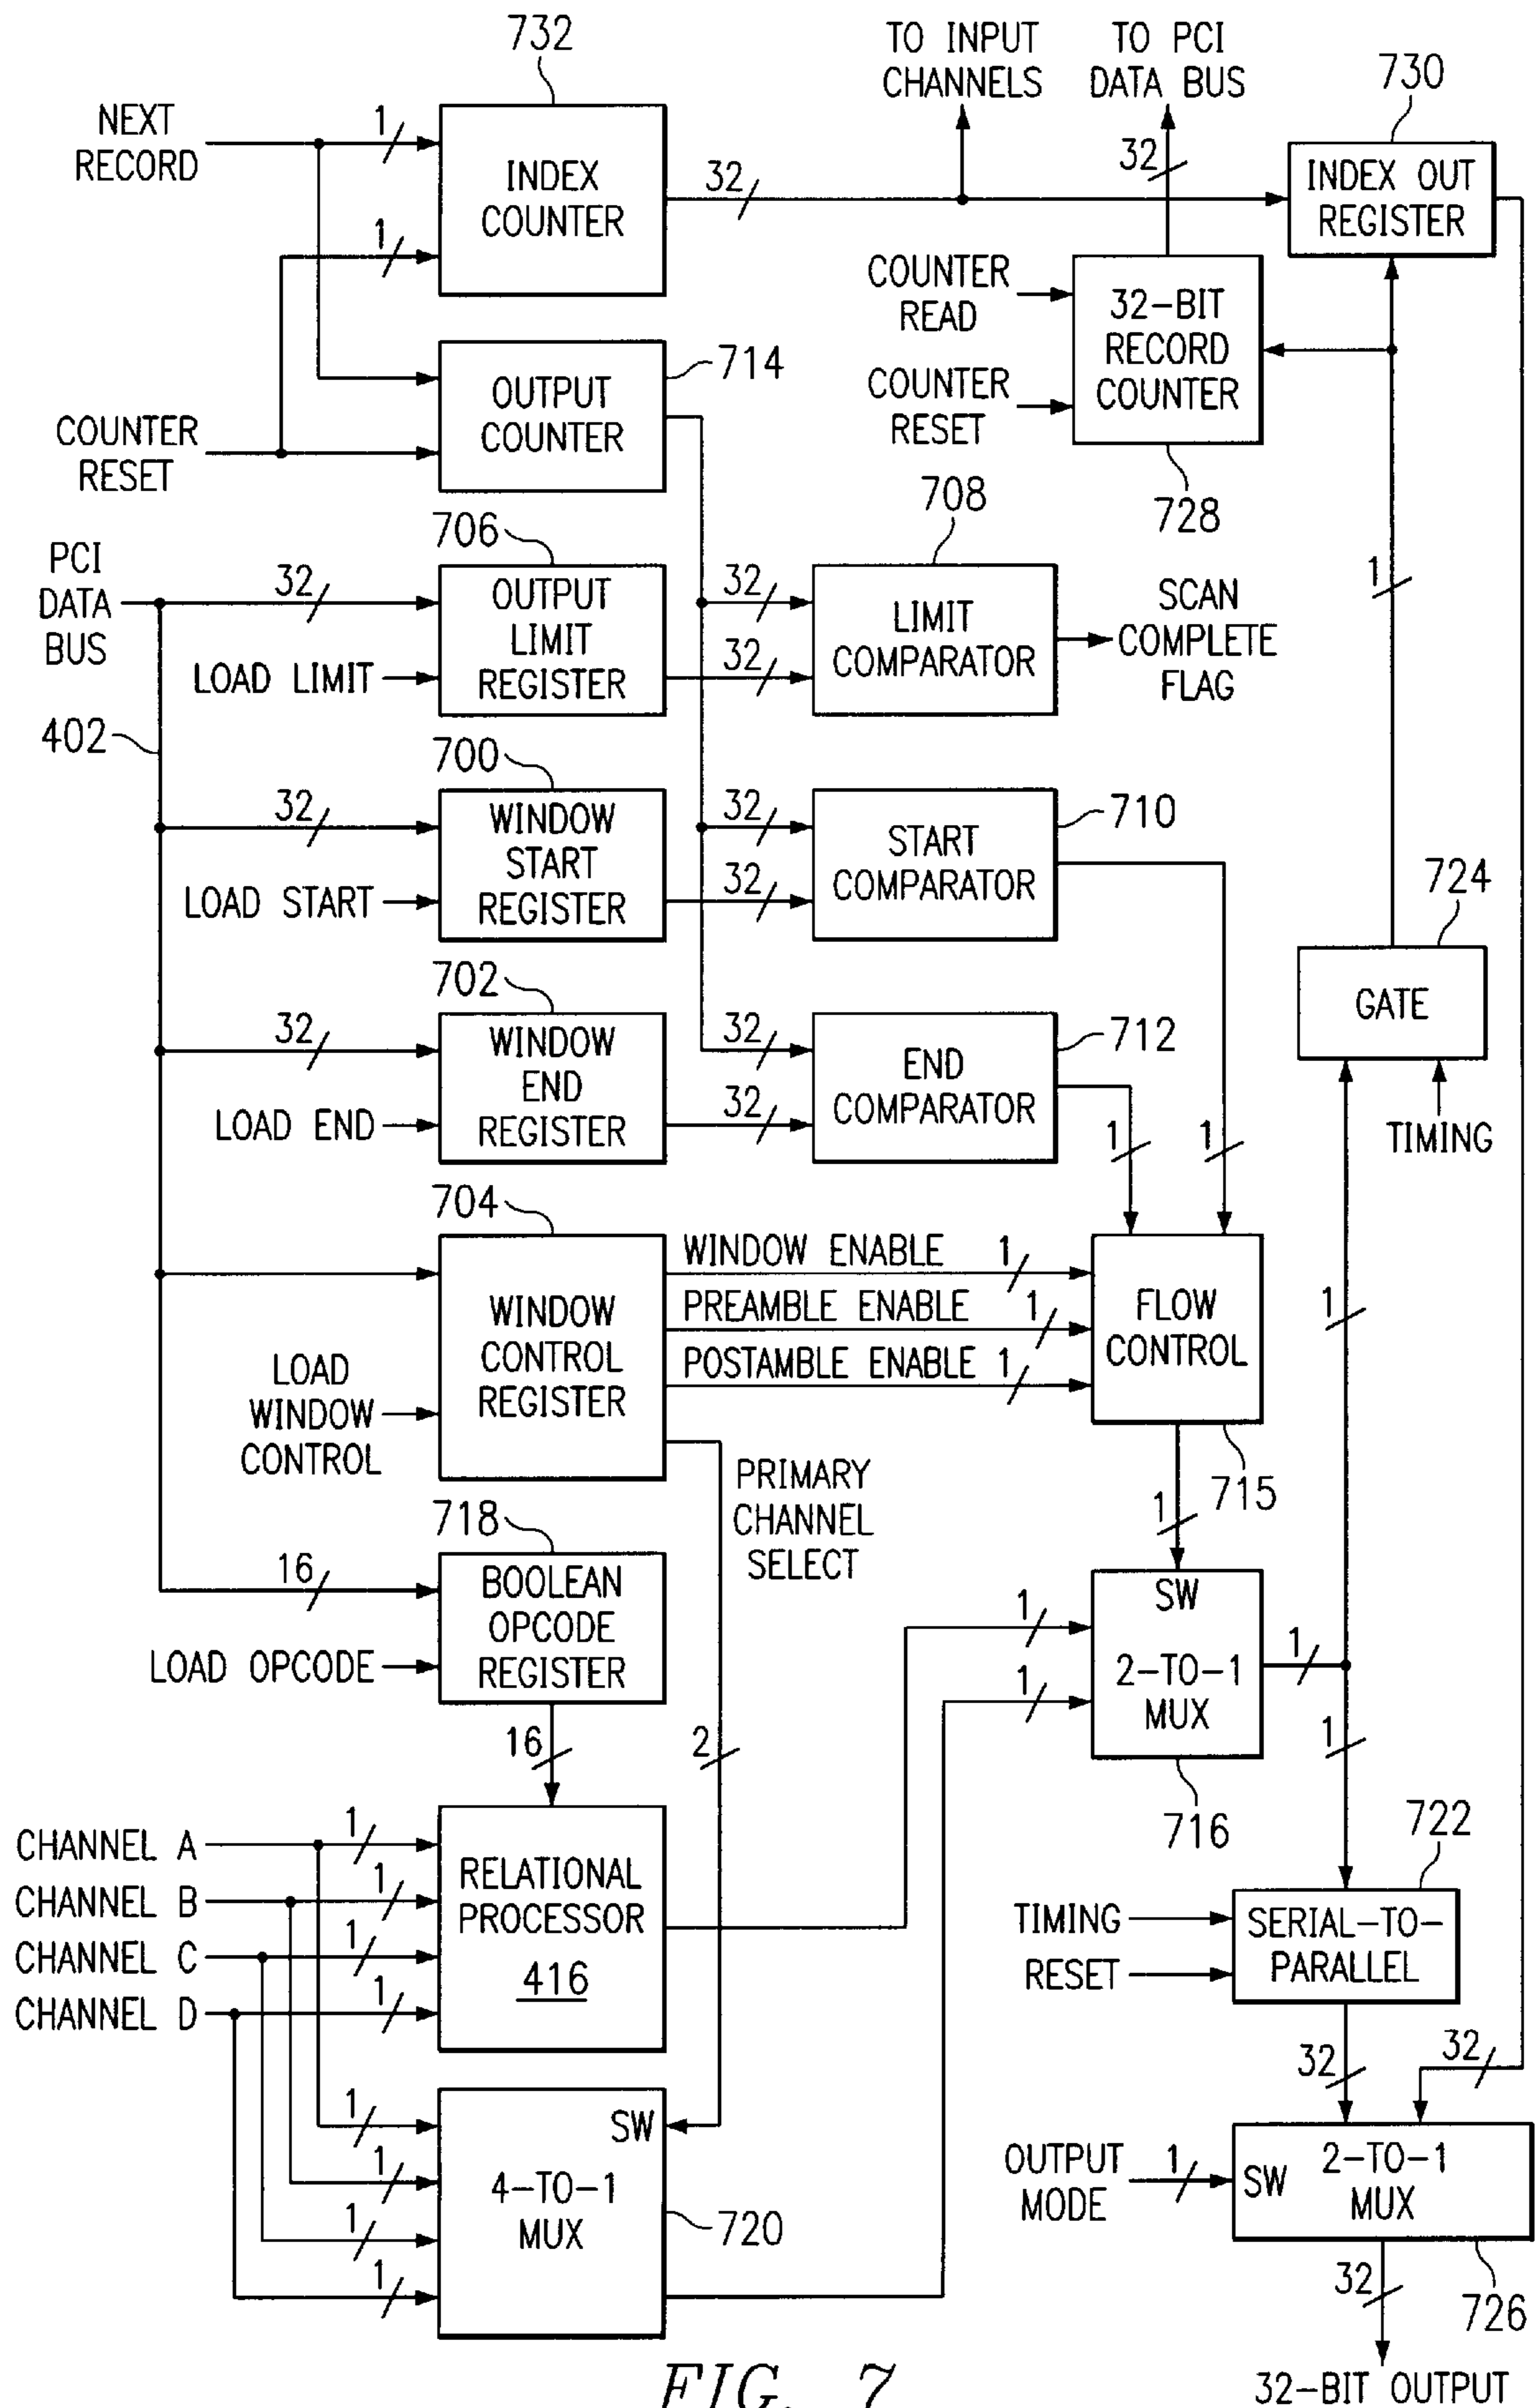 732
TO INPUT
CHANNELS
TO PCI
DATA BUS
730
NEXT
RECORD
1
INDEX
COUNTER
32
32
INDEX OUT
REGISTER
1
COUNTER
READ
32-BIT
RECORD
COUNTER
714
OUTPUT
COUNTER
COUNTER
RESET
COUNTER
RESET
728
706
708
PCI
DATA
BUS
32
OUTPUT
LIMIT
REGISTER
32
32
LIMIT
COMPARATOR
SCAN
COMPLETE
FLAG
1
LOAD LIMIT
402
700
32
WINDOW
START
REGISTER
32
32
START
COMPARATOR
710
LOAD START
724
GATE
TIMING
702
32
WINDOW
END
REGISTER
32
32
END
COMPARATOR
712
LOAD END
1
1
704
WINDOW
CONTROL
REGISTER
WINDOW ENABLE
1
PREAMBLE ENABLE
1
POSTAMBLE ENABLE
1
FLOW
CONTROL
1
LOAD
WINDOW
CONTROL
PRIMARY
CHANNEL
SELECT
715
1
718
16
BOOLEAN
OPCODE
REGISTER
LOAD OPCODE
16
2
1
1
SW
2-TO-1
MUX
1
1
716
722
CHANNEL A
1
CHANNEL B
1
CHANNEL C
1
CHANNEL D
1
RELATIONAL
PROCESSOR
416
TIMING
RESET
SERIAL-TO-
PARALLEL
32
32
1
1
1
1
SW
4-TO-1
MUX
720
OUTPUT
MODE
1
SW
2-TO-1
MUX
32
726
32-BIT OUTPUT
FIG. 7